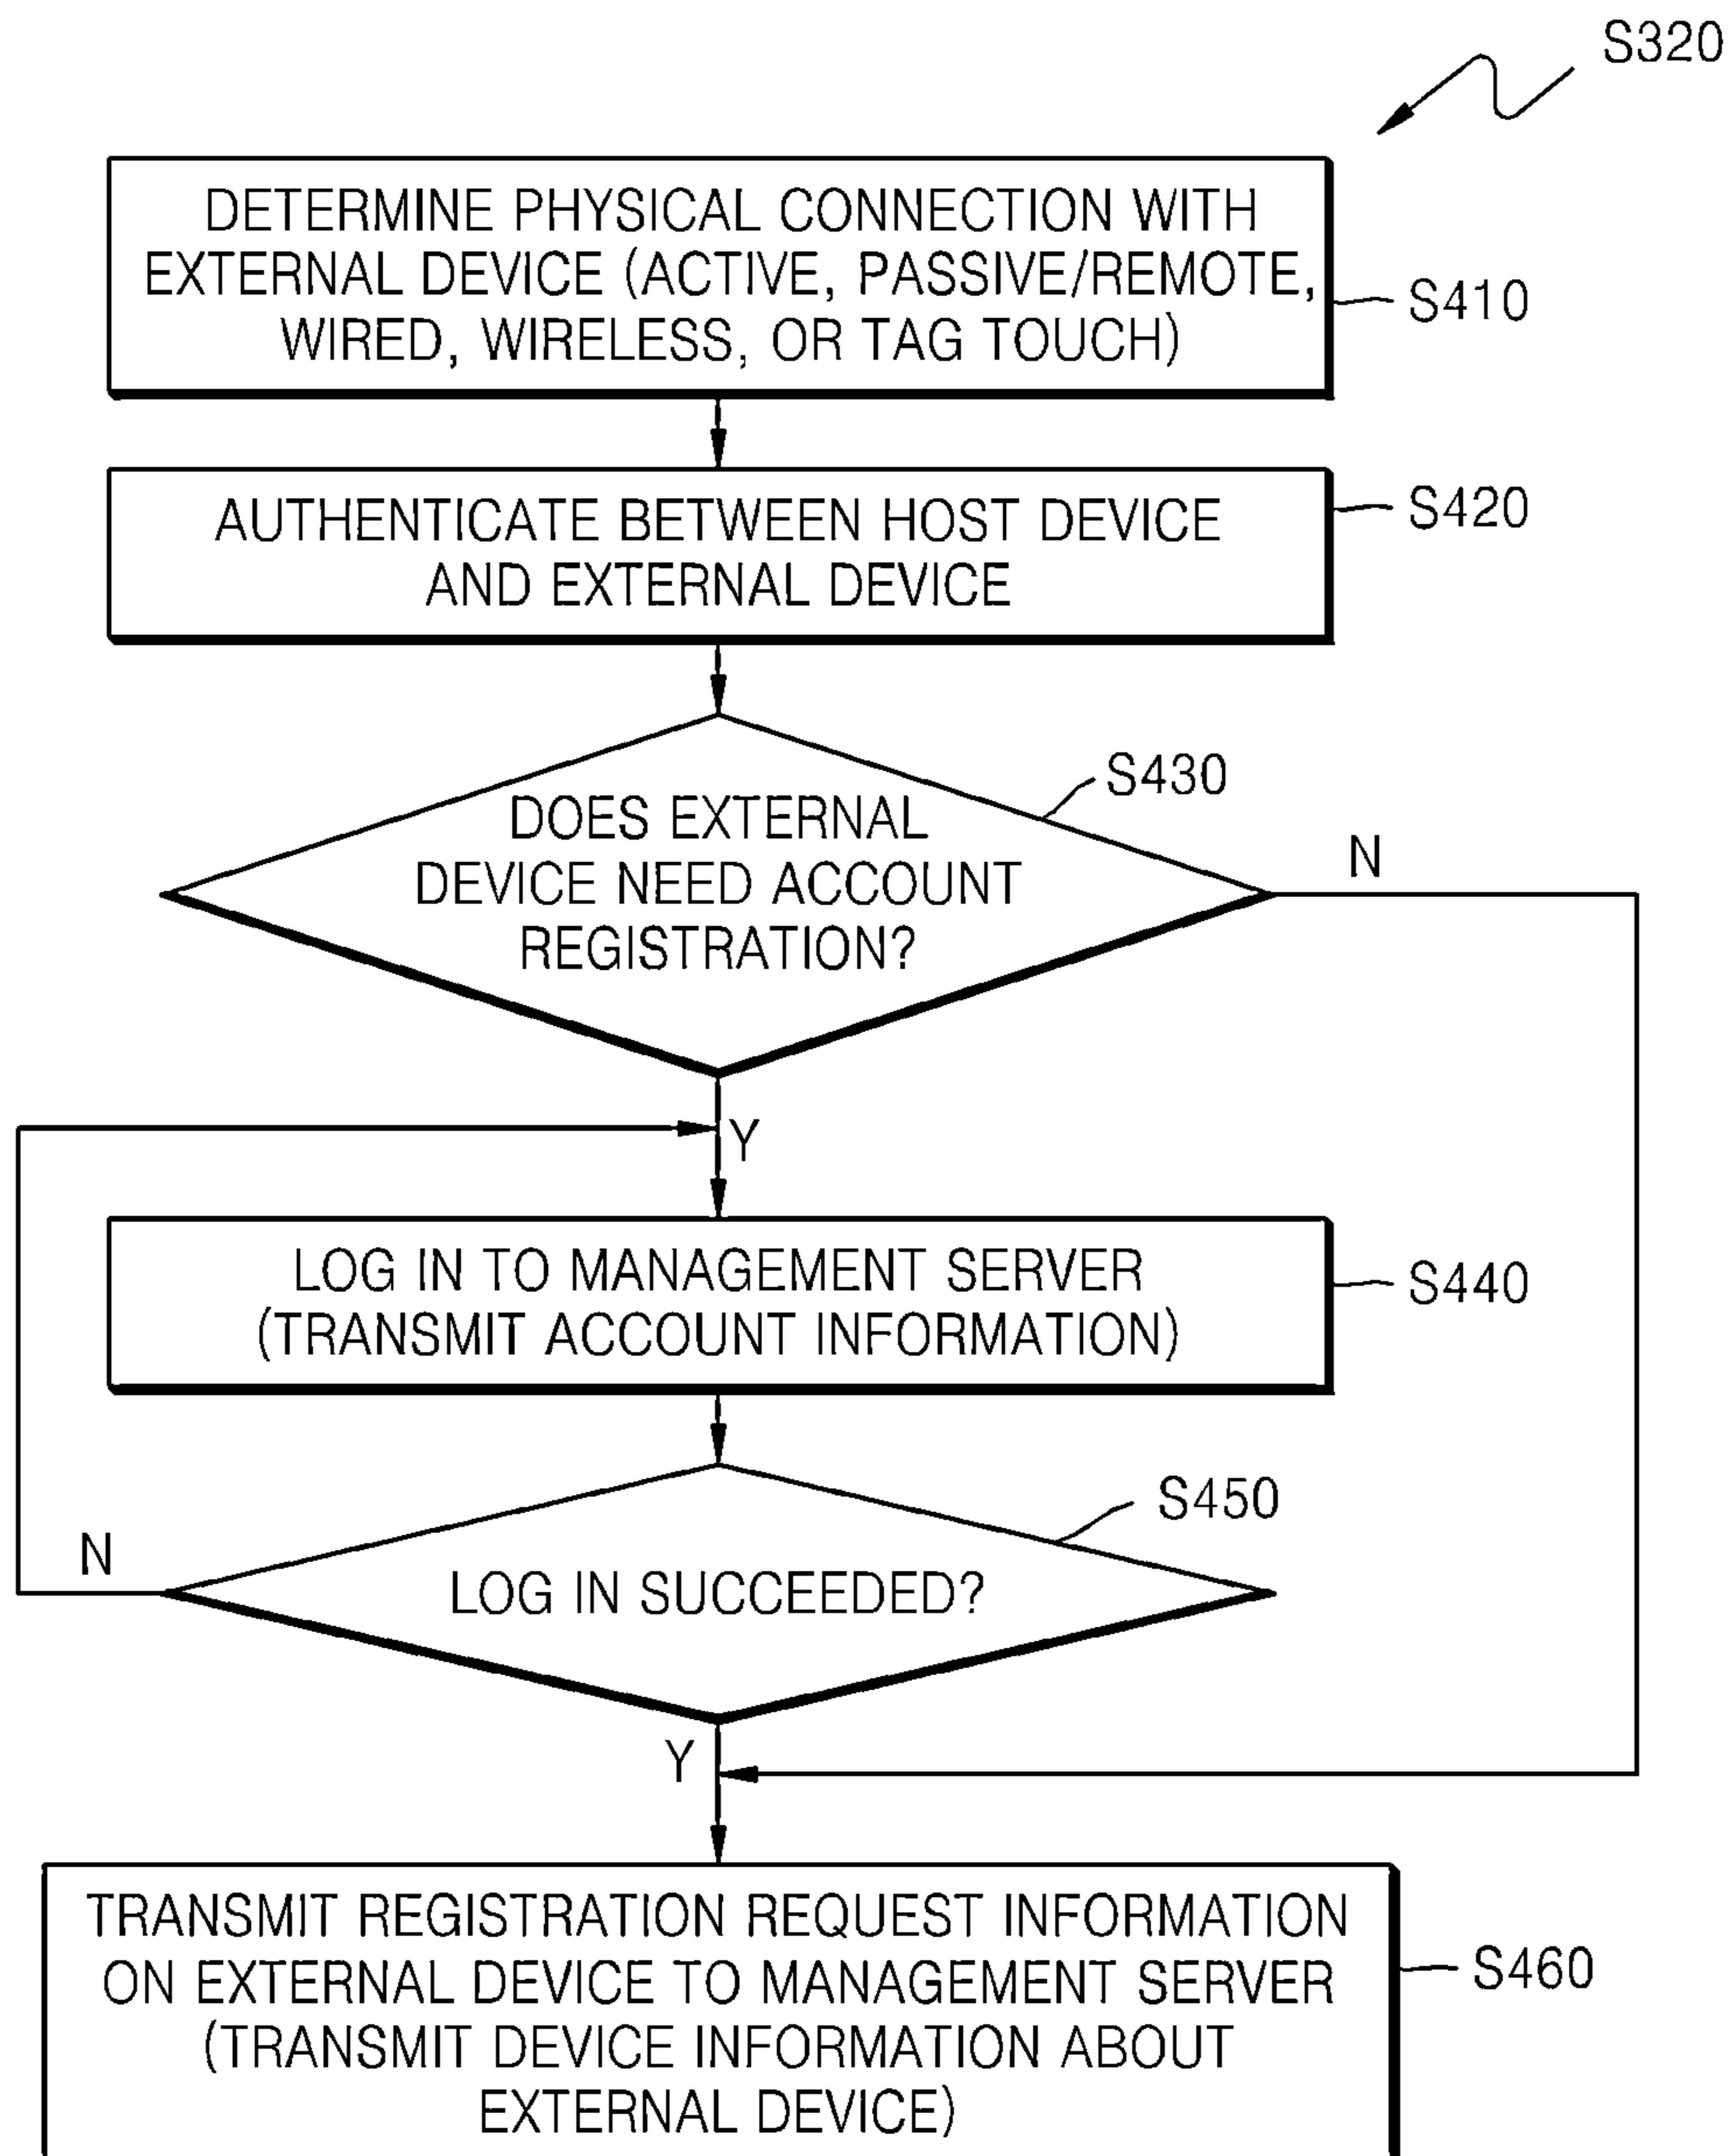 S320
DETERMINE PHYSICAL CONNECTION WITH
EXTERNAL DEVICE (ACTIVE, PASSIVE/REMOTE,
WIRED, WIRELESS, OR TAG TOUCH)
S410
AUTHENTICATE BETWEEN HOST DEVICE
AND EXTERNAL DEVICE
S420
S430
DOES EXTERNAL
DEVICE NEED ACCOUNT
REGISTRATION?
N
Y
LOG IN TO MANAGEMENT SERVER
(TRANSMIT ACCOUNT INFORMATION)
S440
S450
N
LOG IN SUCCEEDED?
Y
TRANSMIT REGISTRATION REQUEST INFORMATION
ON EXTERNAL DEVICE TO MANAGEMENT SERVER
(TRANSMIT DEVICE INFORMATION ABOUT
EXTERNAL DEVICE)
S460